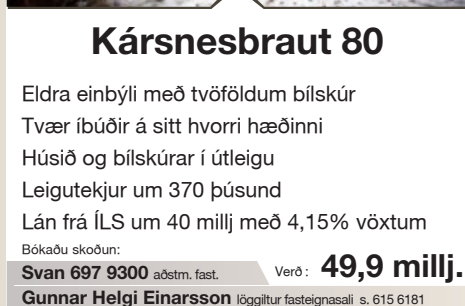 Kársnesbraut 80
Eldra einbýli með tvöföldum bílskúr
Tvær íbúðir á sitt hvorri hæðinni
Húsið og bílskúrar í útleigu
Leigutekjur um 370 þúsund
Lán frá ÍLS um 40 millj með 4,15% vöxtum
Bókaðu skoðun:
Svan 697 9300 aðstm. fast. Verð: 49,9 millj.
Gunnar Helgi Einarsson löggiltur fasteignasali s. 615 6181